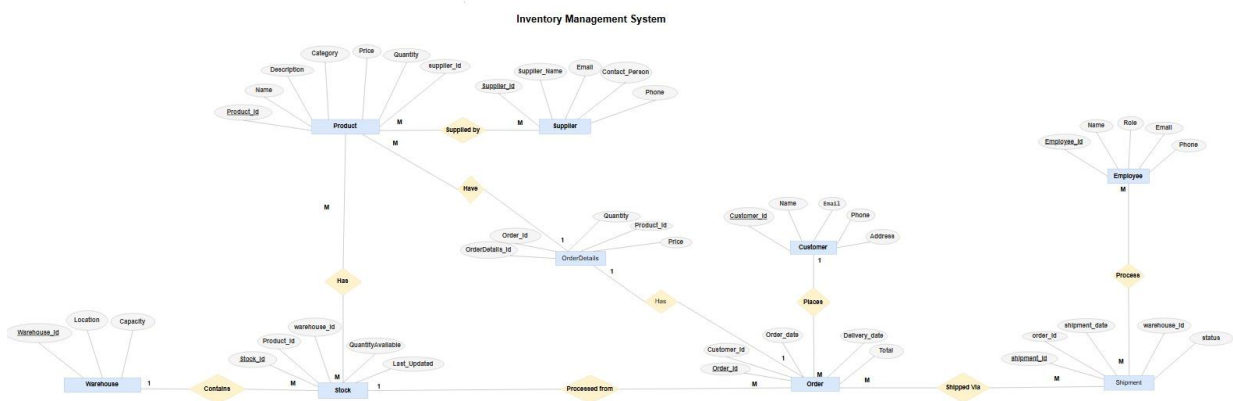 Inventory Management System
Category
Price
Quantity
Description
supplier_id
Name
Product_Id
Product
M
Supplied by
M
Supplier
Supplier_id
Supplier_Name
Email
Contact_Person
Phone
M
Have
1
M
Has
M
OrderDetails
OrderDetails_Id
Order_Id
Quantity
Product_Id
Price
1
Has
1
Customer_Id
Name
Email
Phone
Address
Customer
1
Places
M
Employee_Id
Name
Role
Email
Phone
Employee
M
Process
M
Warehouse_Id
Location
Capacity
Warehouse
1
Contains
M
Stock_Id
Product_Id
warehouse_Id
QuantityAvailable
Last_Updated
Stock
1
Processed from
M
Order_Id
Customer_Id
Order_date
Delivery_date
Total
Order
M
Shipped Via
M
shipment_Id
order_Id
shipment_date
warehouse_Id
status
Shipment